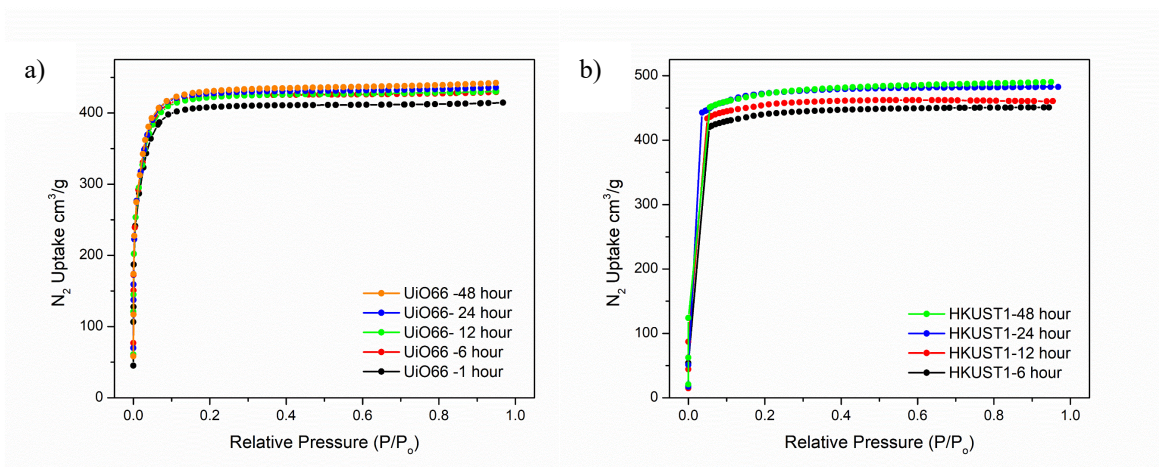 a)
N₂ Uptake cm³/g
400
300
200
100
0
UiO66 -48 hour
UiO66- 24 hour
UiO66- 12 hour
UiO66 -6 hour
UiO66 -1 hour
0.0 0.2 0.4 0.6 0.8 1.0
Relative Pressure (P/Pₒ)
b)
N₂ Uptake cm³/g
500
400
300
200
100
0
HKUST1-48 hour
HKUST1-24 hour
HKUST1-12 hour
HKUST1-6 hour
0.0 0.2 0.4 0.6 0.8 1.0
Relative Pressure (P/Pₒ)